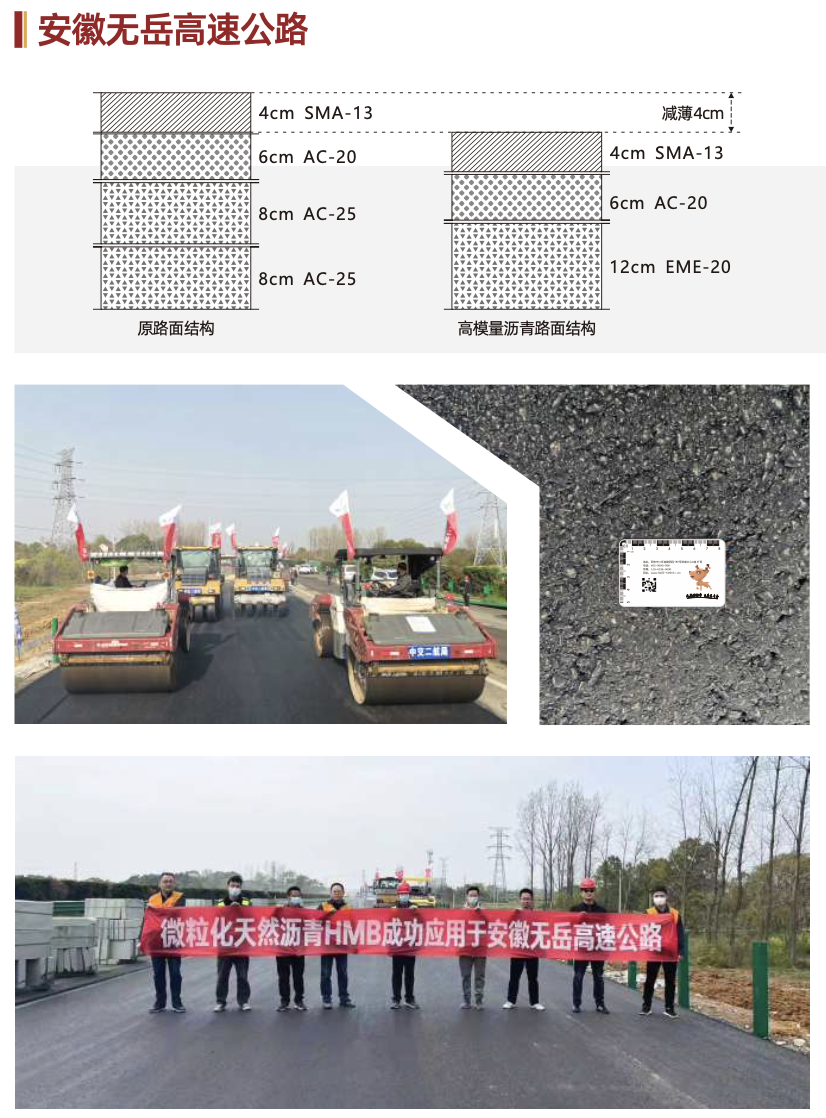 安徽无岳高速公路
4cm SMA-13
减薄4cm
6cm AC-20
4cm SMA-13
8cm AC-25
6cm AC-20
8cm AC-25
12cm EME-20
原路面结构
高模量沥青路面结构
中交二航局
微粒化天然沥青HMB成功应用于安徽无岳高速公路